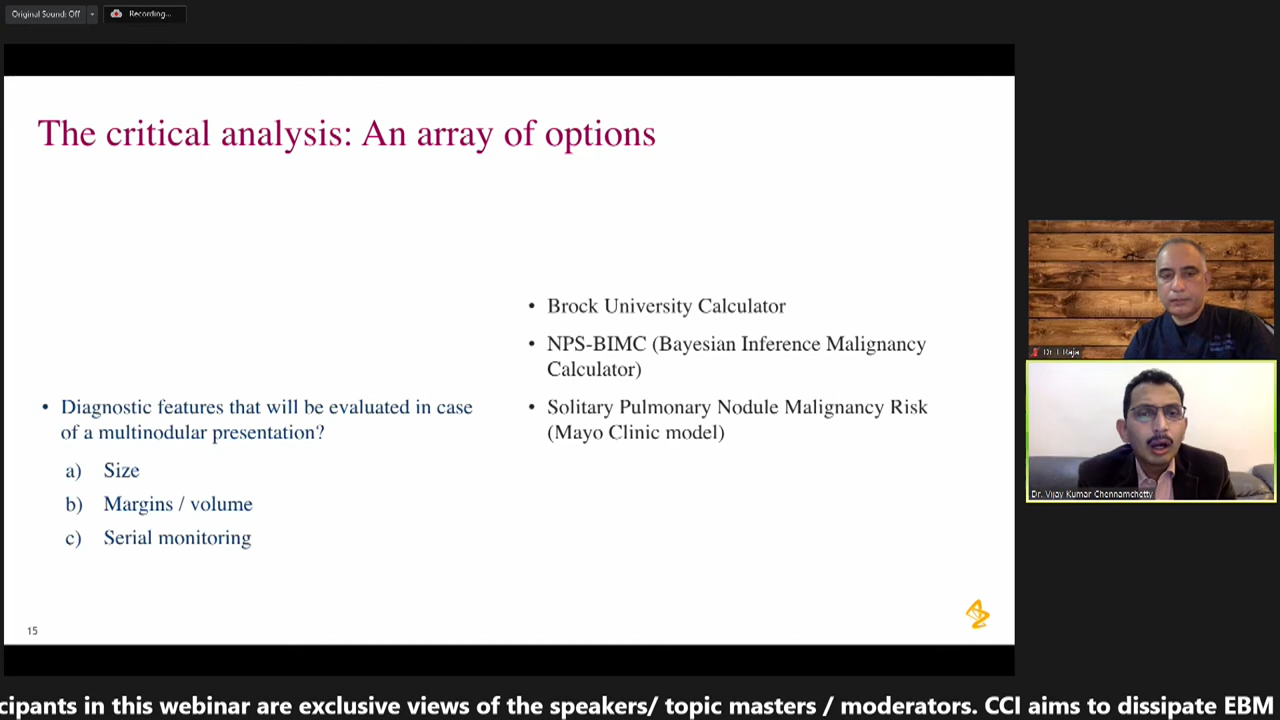 Original Sound: Off
Recording...
The critical analysis: An array of options
• Diagnostic features that will be evaluated in case
of a multinodular presentation?
a) Size
b) Margins / volume
c) Serial monitoring
• Brock University Calculator
• NPS-BIMC (Bayesian Inference Malignancy
Calculator)
• Solitary Pulmonary Nodule Malignancy Risk
(Mayo Clinic model)
15
Raja
Dr. Vijay Kumar Chennamchetty
cipants in this webinar are exclusive views of the speakers/ topic masters / moderators. CCI aims to dissipate EBM